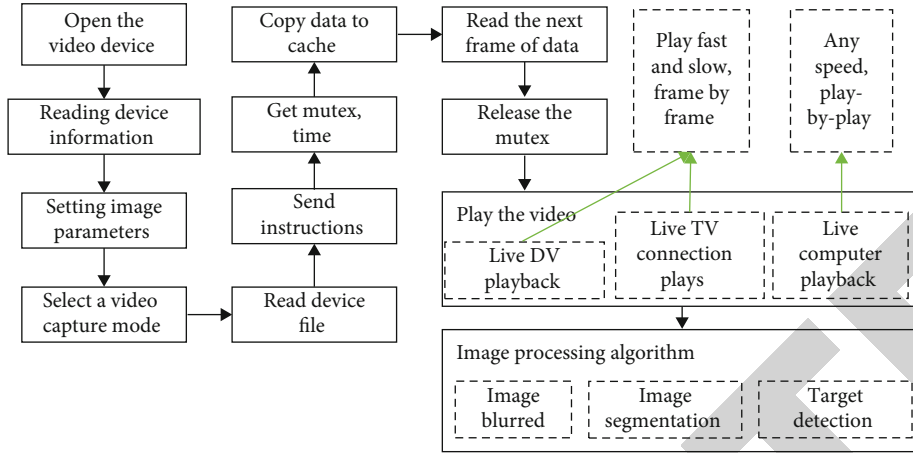 Open the
video device
Reading device
information
Setting image
parameters
Select a video
capture mode
Copy data to
cache
Get mutex,
time
Send
instructions
Read device
file
Read the next
frame of data
Release the
mutex
Play fast
and slow,
frame by
frame
Any
speed,
play-
by-play
Play the video
Live DV
playback
Live TV
connection
plays
Live
computer
playback
Image processing algorithm
Image
blurred
Image
segmentation
Target
detection